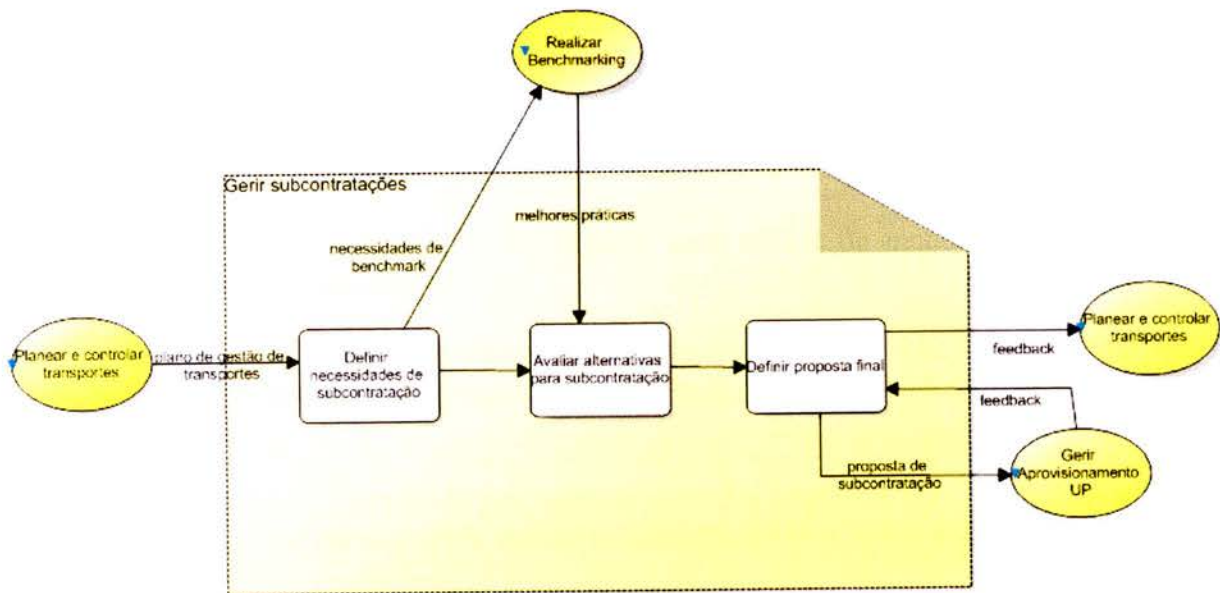 Realizar
Benchmarking
Gerir subcontratações
melhores práticas
necessidades de
benchmark
Planear e controlar
transportes
plano de gestão de
transportes
Definir
necessidades de
subcontratação
Avaliar alternativas
para subcontratação
Definir proposta final
feedback
Planear e controlar
transportes
feedback
proposta de
subcontratação
Gerir
Aprovisionamento
UP